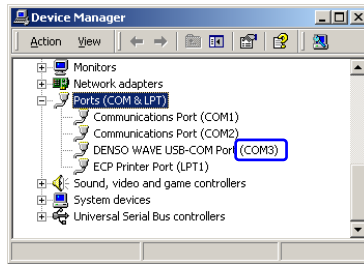 Device Manager
Action View
Monitors
Network adapters
Ports (COM & LPT)
Communications Port (COM1)
Communications Port (COM2)
DENSO WAVE USB-COM Port (COM3)
ECP Printer Port (LPT1)
Sound, video and game controllers
System devices
Universal Serial Bus controllers